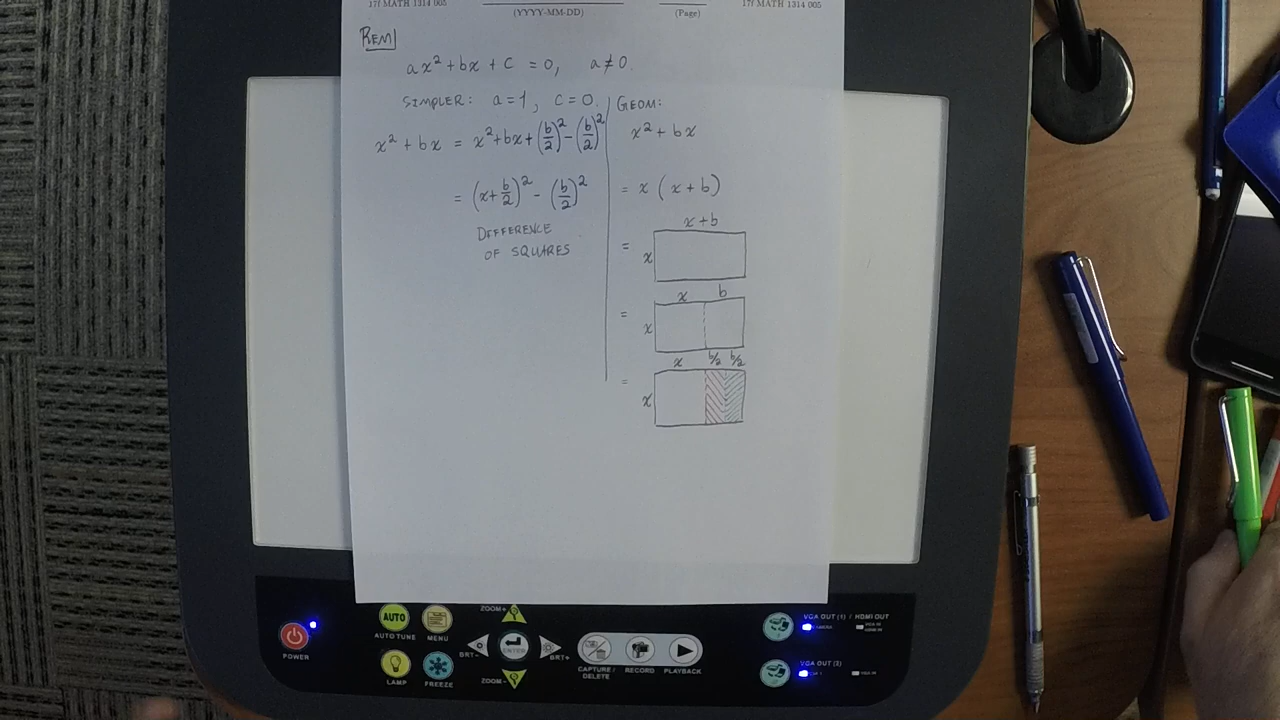 17f MATH 1314 005
(YYYY-MM-DD)
(Page)
17f MATH 1314 005
REM
ax² + bx + c = 0, a ≠ 0.
SIMPLER: a = 1, c = 0.
x² + bx = x² + bx + (b/2)² - (b/2)²
= (x + b/2)² - (b/2)²
DIFFERENCE
OF SQUARES
GEOM:
x² + bx
= x (x + b)
x + b
= x
x b
= x
x b/2 b/2
= x
POWER
AUTO
AUTO TUNE
MENU
LAMP
FREEZE
ZOOM+
BRT-
ENTER
BRT+
ZOOM-
CAPTURE/
DELETE
RECORD
PLAYBACK
VGA OUT (1) / HDMI OUT
VGA OUT (2)